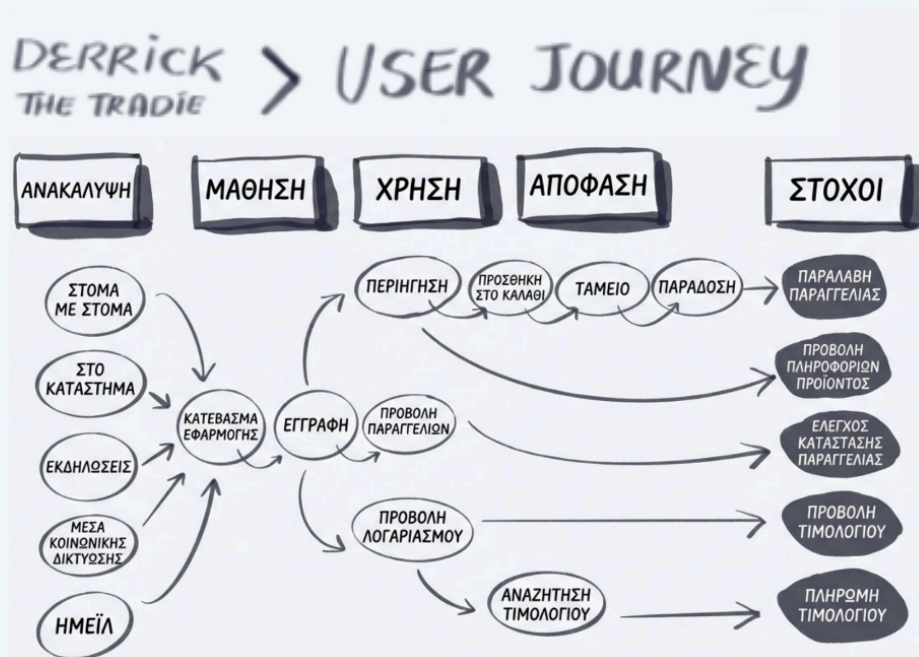 DERRICK
THE TRADIE
> USER JOURNEY
ΑΝΑΚΑΛΥΨΗ
ΜΑΘΗΣΗ
ΧΡΗΣΗ
ΑΠΟΦΑΣΗ
ΣΤΟΧΟΙ
ΣΤΟΜΑ
ΜΕ ΣΤΟΜΑ
ΣΤΟ
ΚΑΤΑΣΤΗΜΑ
ΕΚΔΗΛΩΣΕΙΣ
ΜΕΣΑ
ΚΟΙΝΩΝΙΚΗΣ
ΔΙΚΤΥΩΣΗΣ
ΗΜΕΪΛ
ΚΑΤΕΒΑΣΜΑ
ΕΦΑΡΜΟΓΗΣ
ΕΓΓΡΑΦΗ
ΠΕΡΙΗΓΗΣΗ
ΠΡΟΣΘΗΚΗ
ΣΤΟ ΚΑΛΑΘΙ
ΤΑΜΕΙΟ
ΠΑΡΑΔΟΣΗ
ΠΡΟΒΟΛΗ
ΠΑΡΑΓΓΕΛΙΩΝ
ΠΡΟΒΟΛΗ
ΛΟΓΑΡΙΑΣΜΟΥ
ΑΝΑΖΗΤΗΣΗ
ΤΙΜΟΛΟΓΙΟΥ
ΠΑΡΑΛΑΒΗ
ΠΑΡΑΓΓΕΛΙΑΣ
ΠΡΟΒΟΛΗ
ΠΛΗΡΟΦΟΡΙΩΝ
ΠΡΟΪΟΝΤΟΣ
ΕΛΕΓΧΟΣ
ΚΑΤΑΣΤΑΣΗΣ
ΠΑΡΑΓΓΕΛΙΑΣ
ΠΡΟΒΟΛΗ
ΤΙΜΟΛΟΓΙΟΥ
ΠΛΗΡΩΜΗ
ΤΙΜΟΛΟΓΙΟΥ